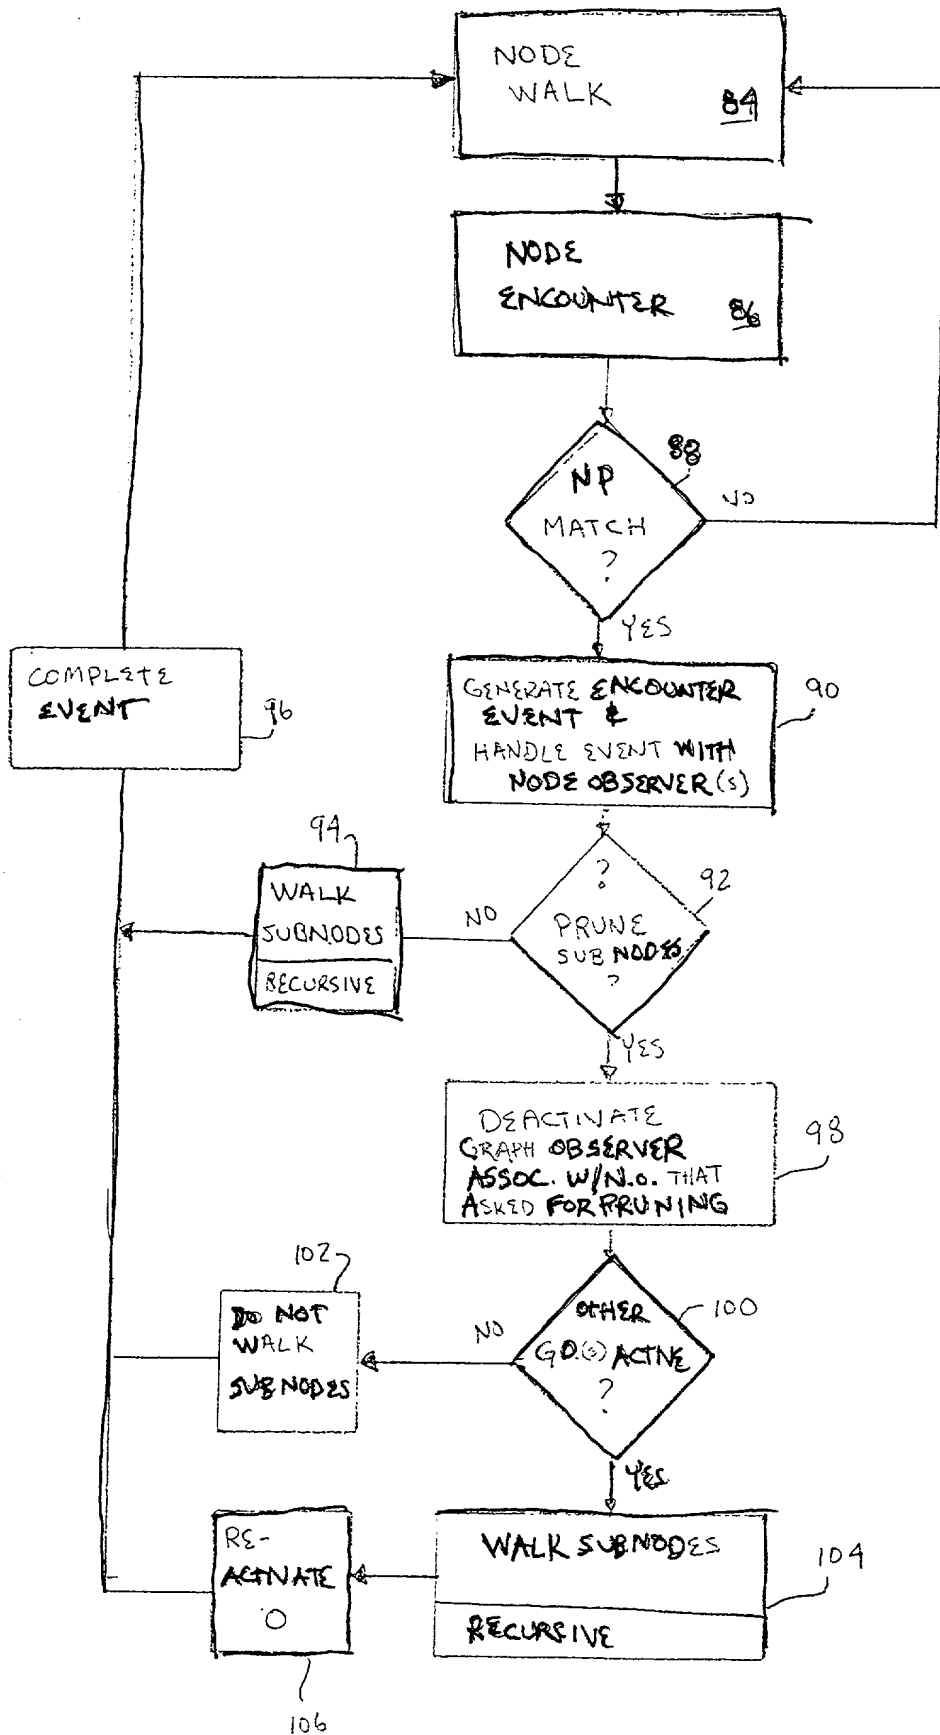 NODE
WALK
84
NODE
ENCOUNTER
86
88
NP
MATCH
?
NO
YES
COMPLETE
EVENT
96
GENERATE ENCOUNTER
EVENT &
HANDLE EVENT WITH
NODE OBSERVER(S)
90
94
WALK
SUBNODES
RECURSIVE
NO
?
PRUNE
SUB NODES
?
92
YES
DEACTIVATE
GRAPH OBSERVER
ASSOC. W/N.O. THAT
ASKED FOR PRUNING
98
102
DO NOT
WALK
SUBNODES
NO
OTHER
G.O.(S) ACTIVE
?
100
YES
RE-
ACTIVATE
O
106
WALK SUBNODES
RECURSIVE
104